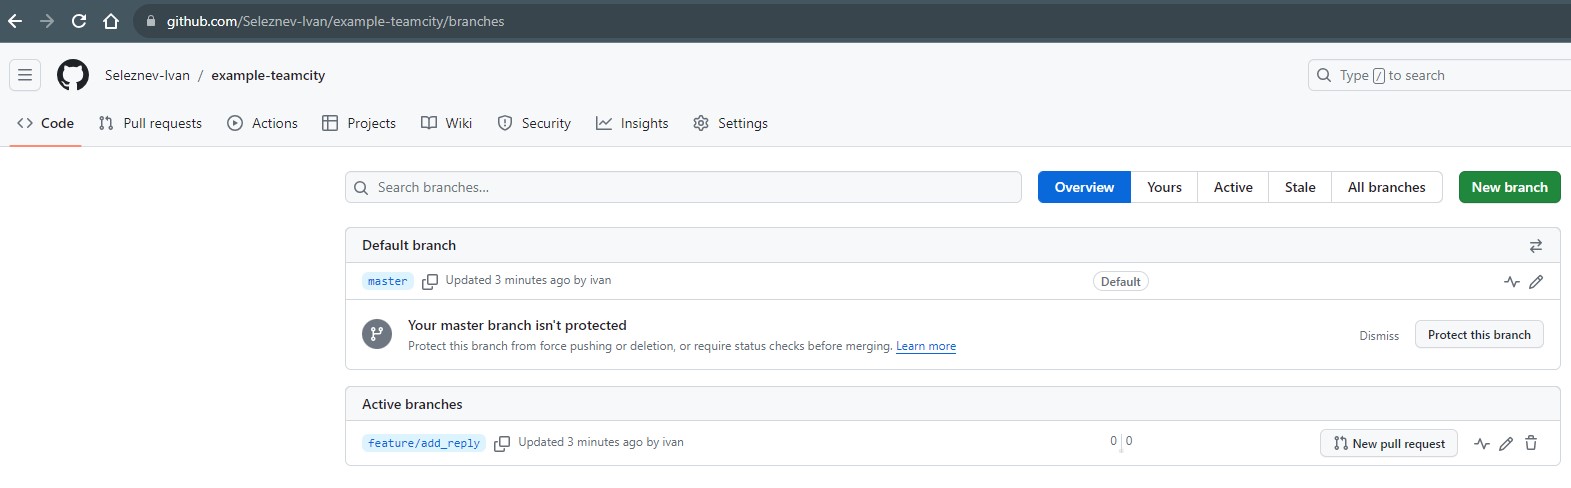 github.com/Seleznev-Ivan/example-teamcity/branches
Seleznev-Ivan / example-teamcity
Type / to search
Code Pull requests Actions Projects Wiki Security Insights Settings
Search branches...
Overview Yours Active Stale All branches New branch
Default branch
master Updated 3 minutes ago by ivan Default
Your master branch isn't protected
Protect this branch from force pushing or deletion, or require status checks before merging. Learn more
Dismiss Protect this branch
Active branches
feature/add_reply Updated 3 minutes ago by ivan 0 0 New pull request